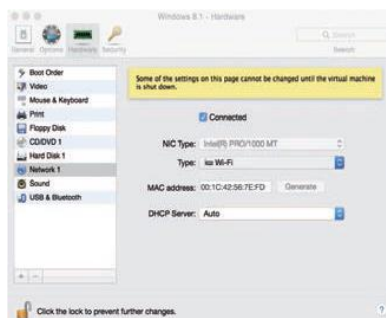 Windows 8.1 - Hardware
General Options Hardware Security
Search
Boot Order
Video
Mouse & Keyboard
Print
Floppy Disk
CD/DVD 1
Hard Disk 1
Network 1
Sound
USB & Bluetooth
Some of the settings on this page cannot be changed until the virtual machine
is shut down.
Connected
NIC Type: Intel(R) PRO/1000 MT
Type: Wi-Fi
MAC address: 00:1C:42:56:7E:FD Generate
DHCP Server: Auto
+ -
Click the lock to prevent further changes.
?